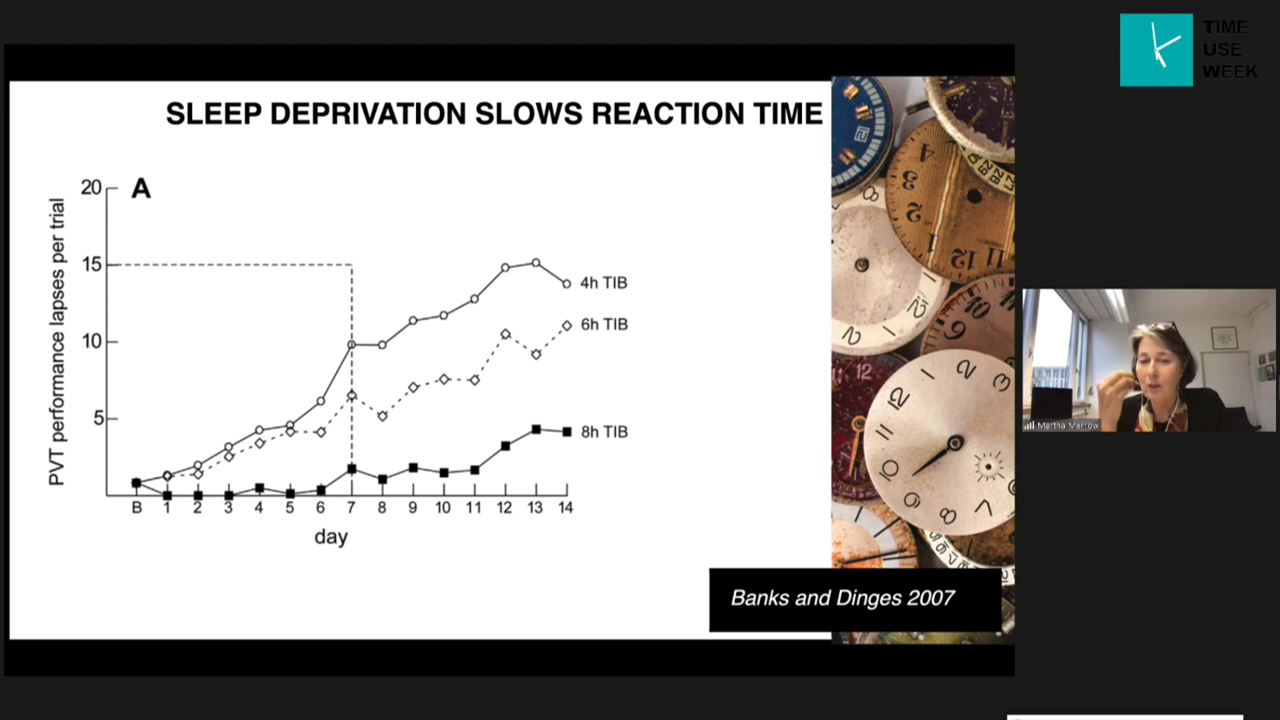 TIME
USE
WEEK
SLEEP DEPRIVATION SLOWS REACTION TIME
A
PVT performance lapses per trial
20
15
10
5
4h TIB
6h TIB
8h TIB
B 1 2 3 4 5 6 7 8 9 10 11 12 13 14
day
Banks and Dinges 2007
Martha Merrow